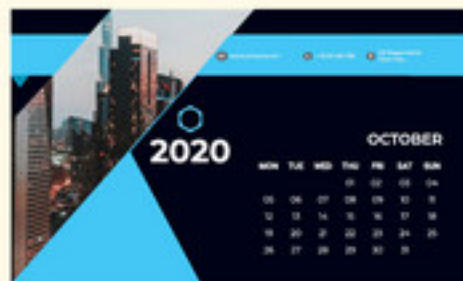 2020
OCTOBER
MON TUE WED THU FRI SAT SUN
01 02 03 04
05 06 07 08 09 10 11
12 13 14 15 16 17 18
19 20 21 22 23 24 25
26 27 28 29 30 31